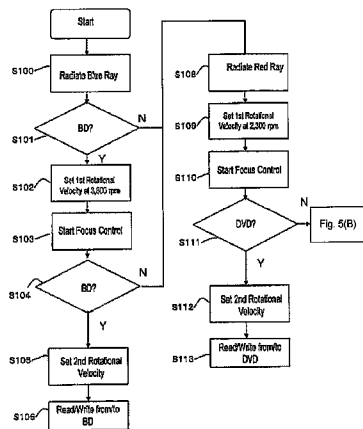 Start
S100
Radiate Blue Ray
BD?
N
S101
Y
S102
Set 1st Rotational
Velocity at 3,600 rpm
S103
Start Focus Control
BD?
N
S104
Y
S105
Set 2nd Rotational
Velocity
S106
Read/Write from/to
BD
S108
Radiate Red Ray
S109
Set 1st Rotational
Velocity at 2,300 rpm
S110
Start Focus Control
DVD?
N
Fig. 5(B)
S111
Y
S112
Set 2nd Rotational
Velocity
S113
Read/Write from/to
DVD